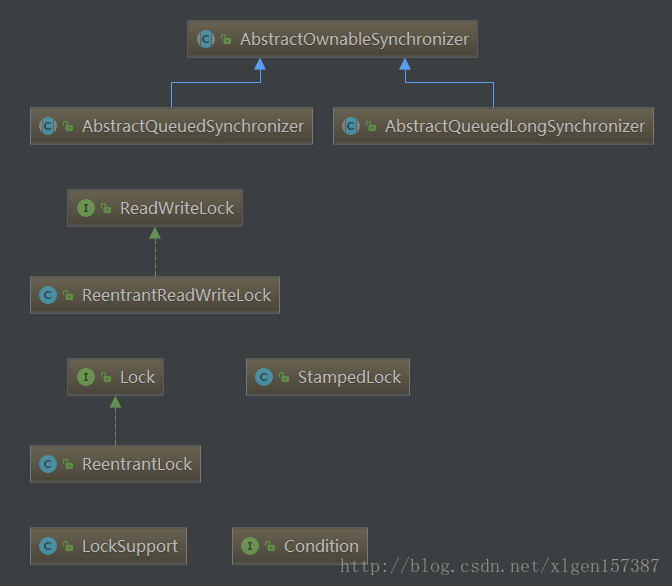 AbstractOwnableSynchronizer
AbstractQueuedSynchronizer
AbstractQueuedLongSynchronizer
ReadWriteLock
ReentrantReadWriteLock
Lock
StampedLock
ReentrantLock
LockSupport
Condition
http://blog.csdn.net/xlgen157387